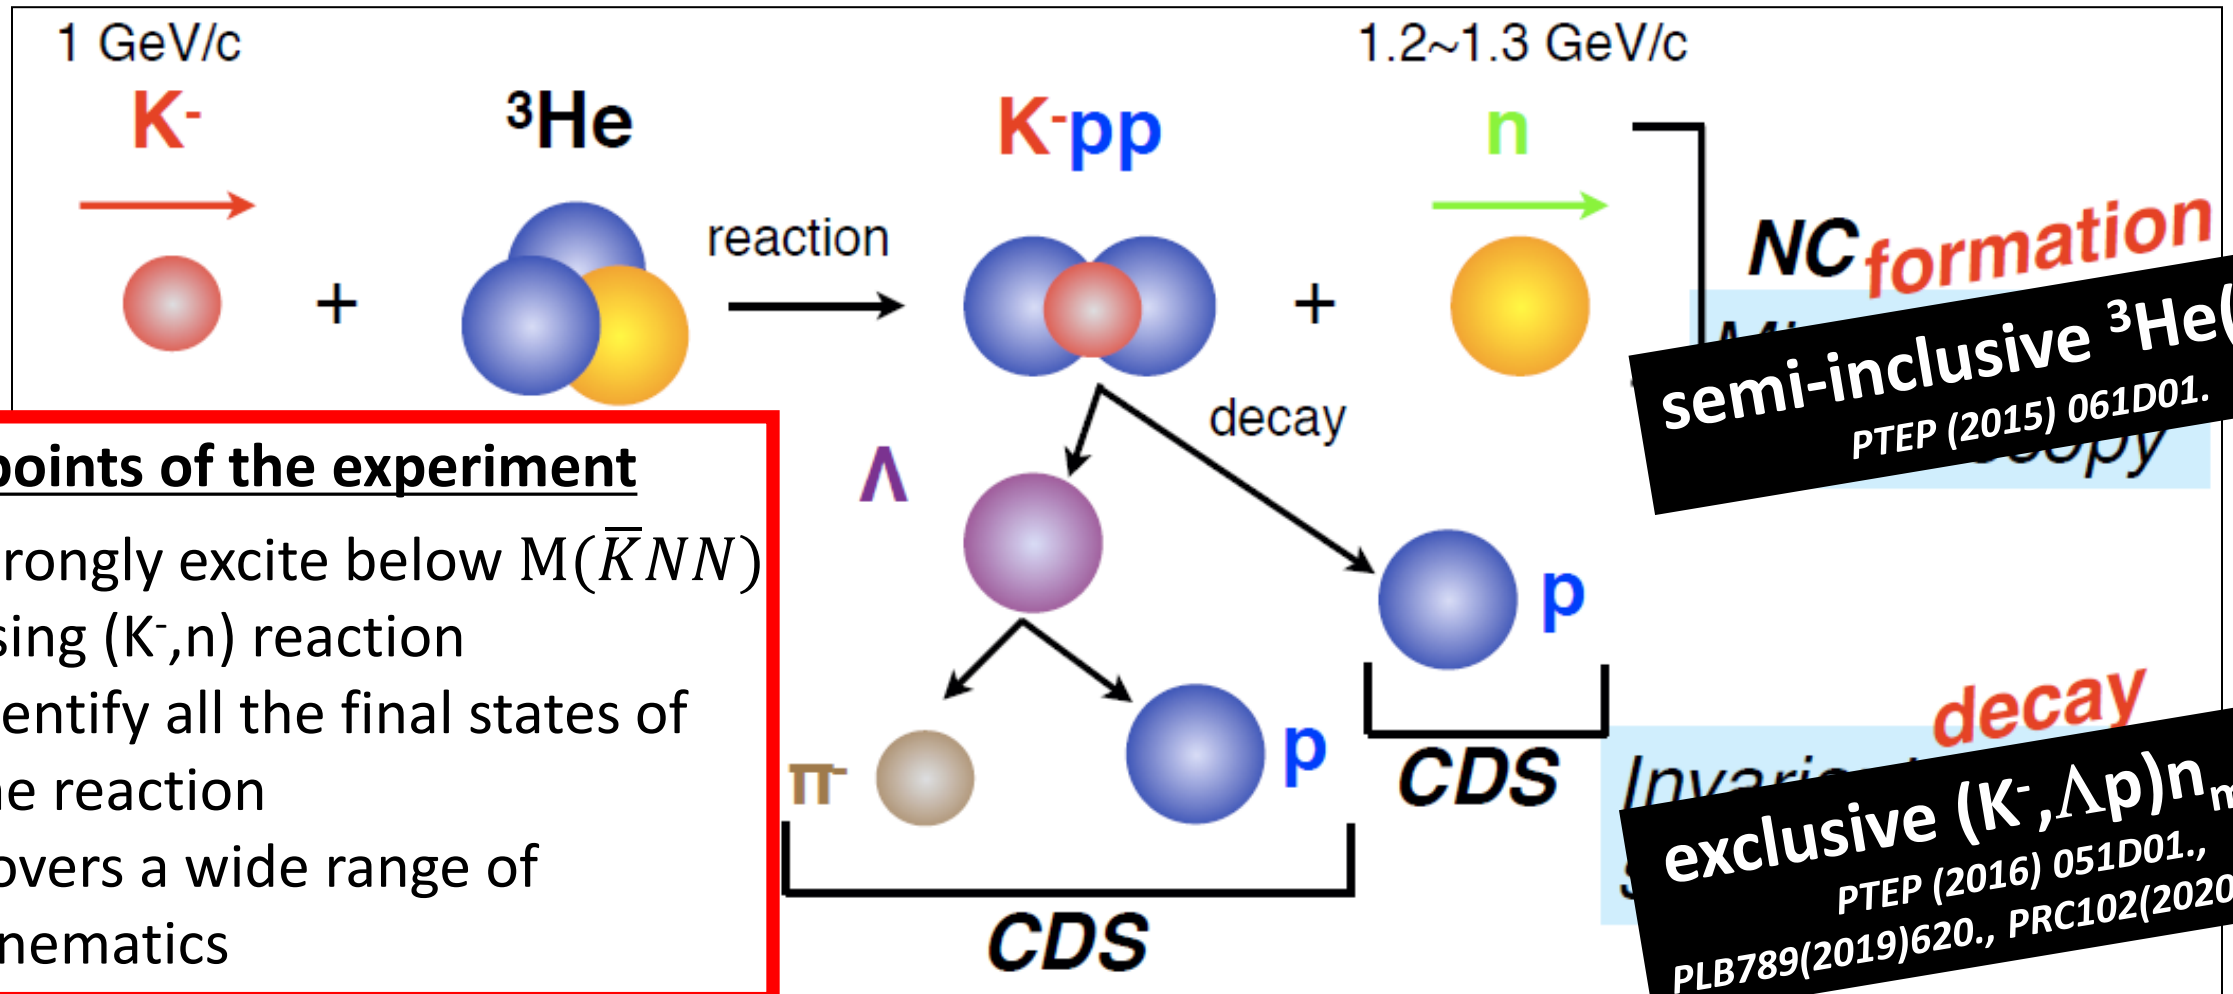 1 GeV/c
1.2~1.3 GeV/c
K-
³He
K-pp
n
reaction
+
+
NC
formation
semi-inclusive ³He(
PTEP (2015) 061D01.
decay
points of the experiment
rongly excite below M(K̅NN)
sing (K-,n) reaction
entify all the final states of
e reaction
overs a wide range of
nematics
Λ
p
π-
p
CDS
CDS
decay
exclusive (K-,Λp)n
PTEP (2016) 051D01.,
PLB789(2019)620., PRC102(2020